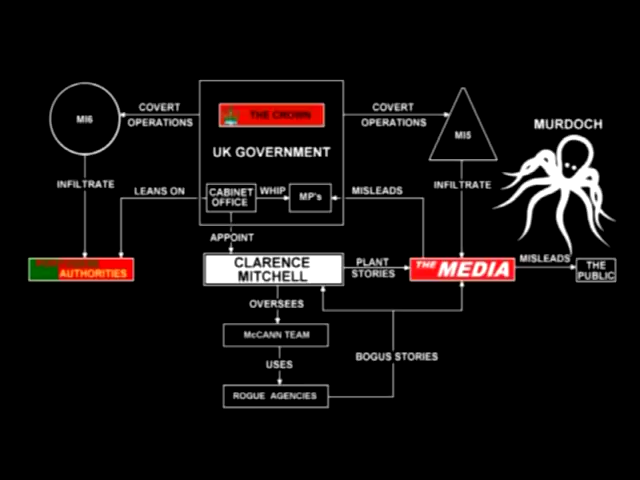 MURDOCH
COVERT
OPERATIONS
THE CROWN
COVERT
OPERATIONS
MI6
MI5
UK GOVERNMENT
INFILTRATE
LEANS ON
CABINET
OFFICE
WHIP
MP's
MISLEADS
INFILTRATE
APPOINT
AUTHORITIES
CLARENCE
MITCHELL
PLANT
STORIES
THE MEDIA
MISLEADS
THE
PUBLIC
OVERSEES
McCANN TEAM
USES
BOGUS STORIES
ROGUE AGENCIES